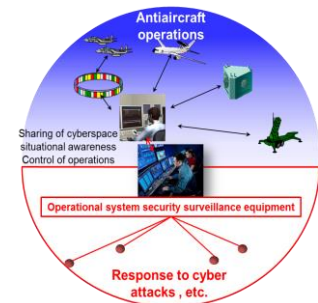 Antiaircraft
operations
Sharing of cyberspace
situational awareness
Control of operations
Operational system security surveillance equipment
Response to cyber
attacks , etc.